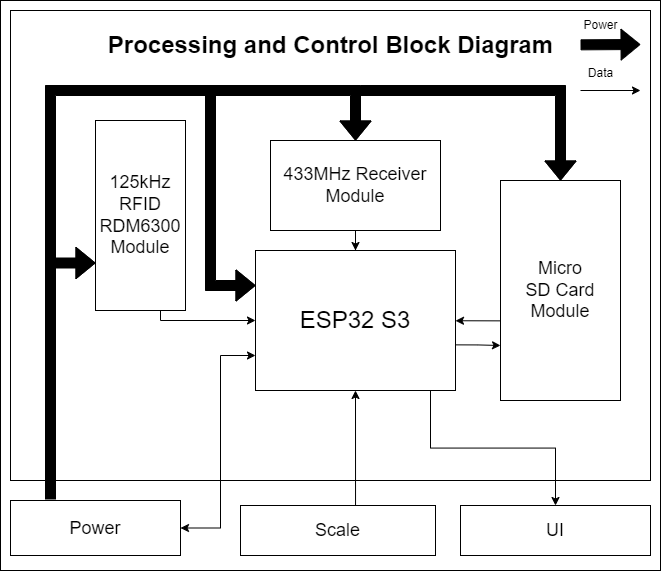 Processing and Control Block Diagram
Power
Data
125kHz
RFID
RDM6300
Module
433MHz Receiver
Module
Micro
SD Card
Module
ESP32 S3
Power
Scale
UI